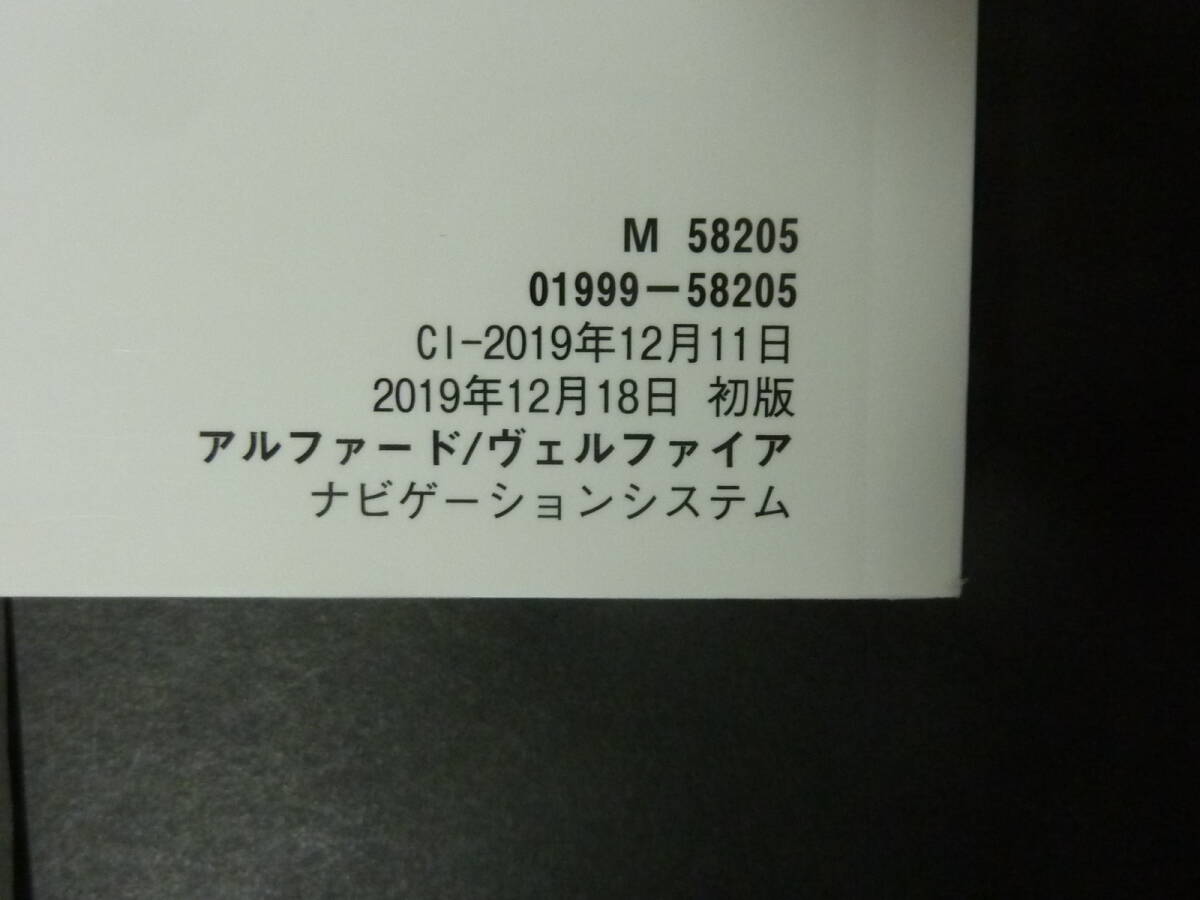 M 58205
01999－58205
CI-2019年12月11日
2019年12月18日 初版
アルファード/ヴェルファイア
ナビゲーションシステム